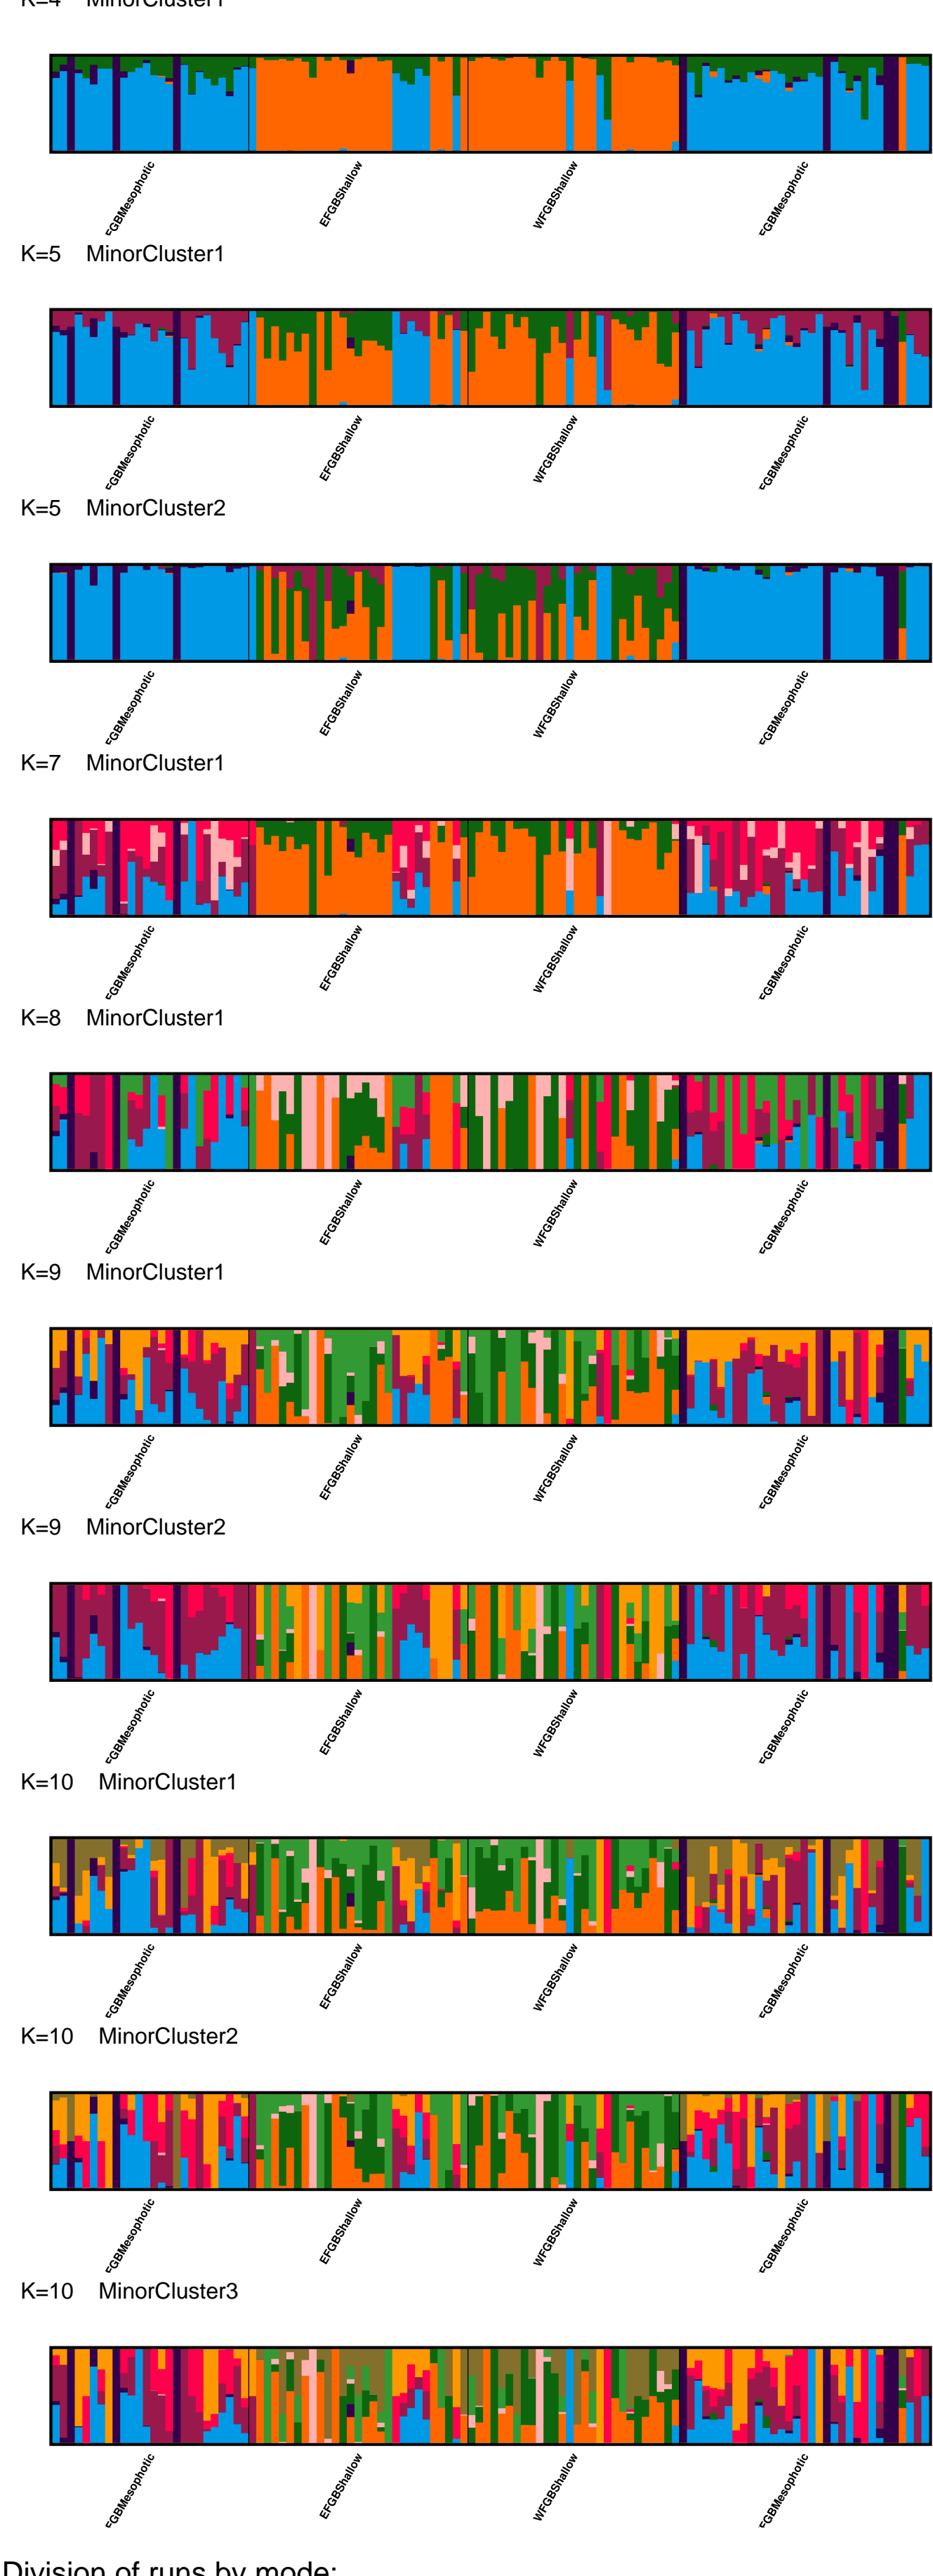 K=4 MinorCluster1
FGBMesophotic EFGBShallow WFGBShallow FGBMesophotic
K=5 MinorCluster1
FGBMesophotic EFGBShallow WFGBShallow FGBMesophotic
K=5 MinorCluster2
FGBMesophotic EFGBShallow WFGBShallow FGBMesophotic
K=7 MinorCluster1
FGBMesophotic EFGBShallow WFGBShallow FGBMesophotic
K=8 MinorCluster1
FGBMesophotic EFGBShallow WFGBShallow FGBMesophotic
K=9 MinorCluster1
FGBMesophotic EFGBShallow WFGBShallow FGBMesophotic
K=9 MinorCluster2
FGBMesophotic EFGBShallow WFGBShallow FGBMesophotic
K=10 MinorCluster1
FGBMesophotic EFGBShallow WFGBShallow FGBMesophotic
K=10 MinorCluster2
FGBMesophotic EFGBShallow WFGBShallow FGBMesophotic
K=10 MinorCluster3
FGBMesophotic EFGBShallow WFGBShallow FGBMesophotic
Division of runs by mode: